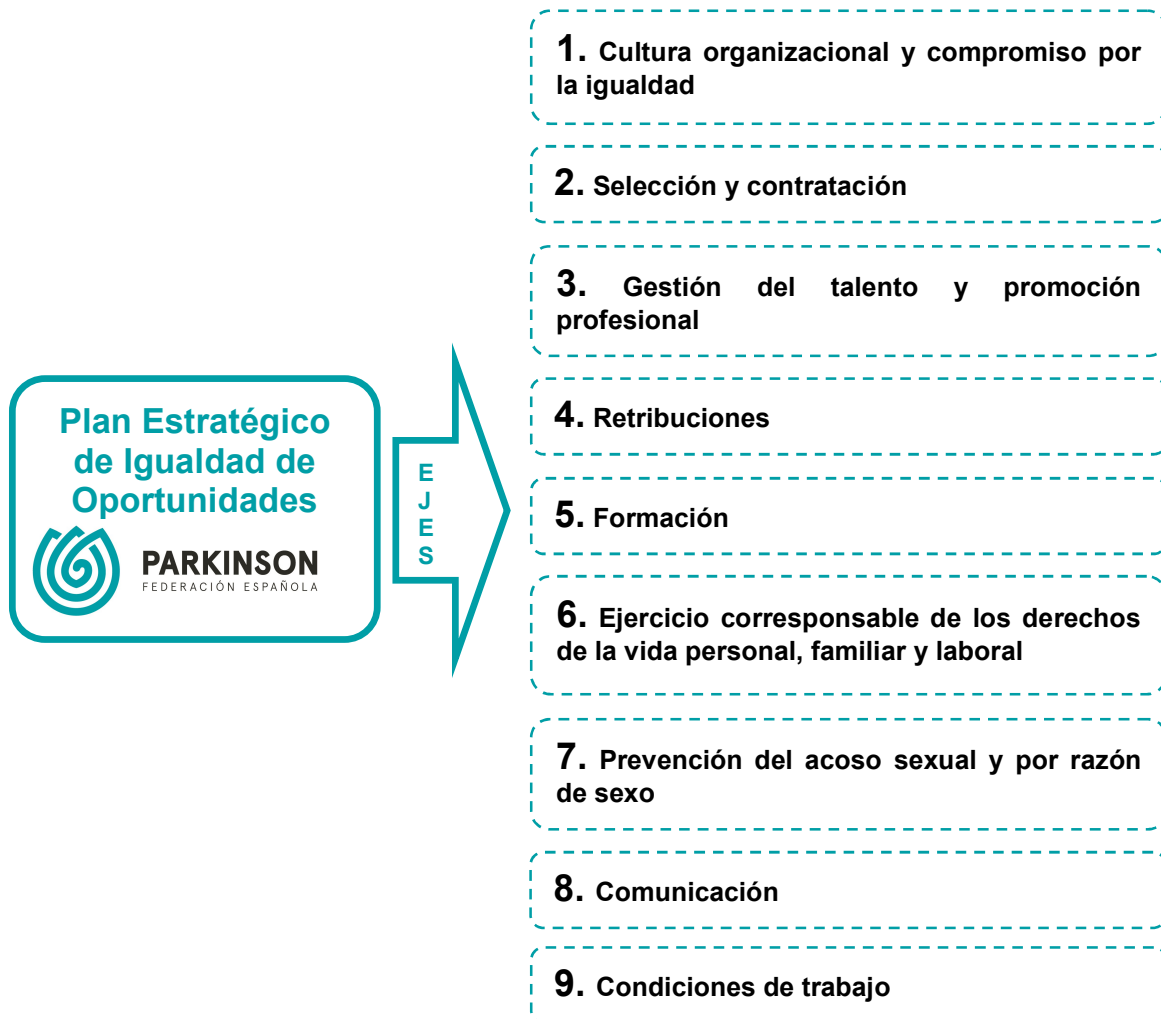 Plan Estratégico
de Igualdad de
Oportunidades
PARKINSON
FEDERACIÓN ESPAÑOLA
EJES
1. Cultura organizacional y compromiso por
la igualdad
2. Selección y contratación
3. Gestión del talento y promoción
profesional
4. Retribuciones
5. Formación
6. Ejercicio corresponsable de los derechos
de la vida personal, familiar y laboral
7. Prevención del acoso sexual y por razón
de sexo
8. Comunicación
9. Condiciones de trabajo